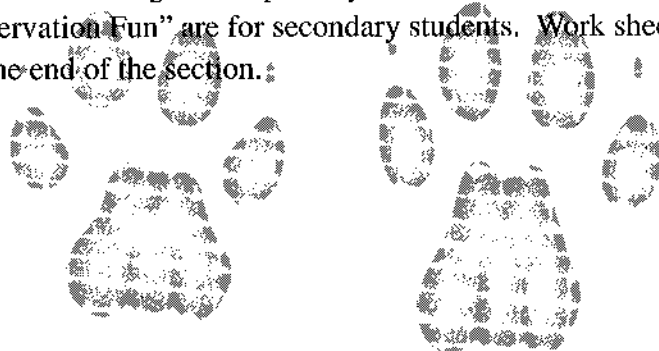 ervation Fun” are for secondary students. Work shee
he end of the section.